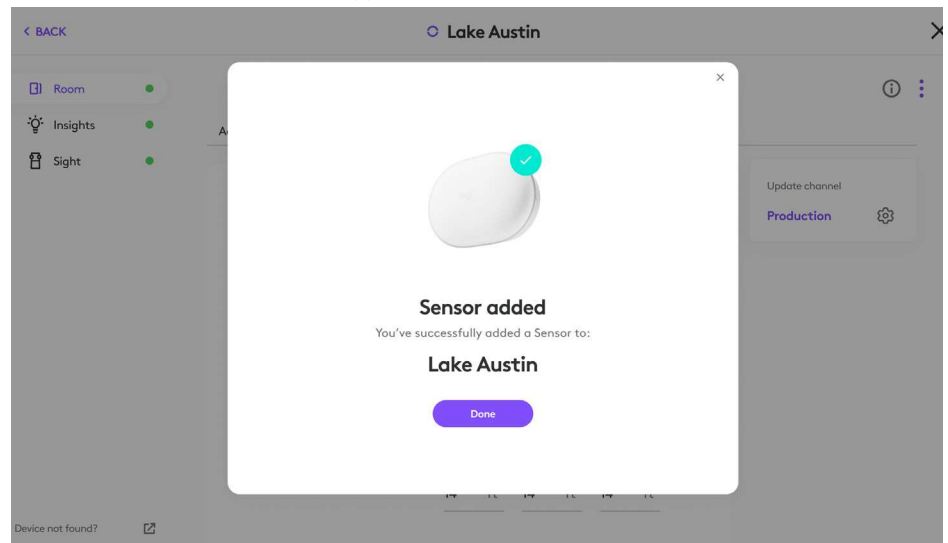 < BACK
Lake Austin
Room
Insights
Sight
Update channel
Production
Sensor added
You've successfully added a Sensor to:
Lake Austin
Done
Device not found?